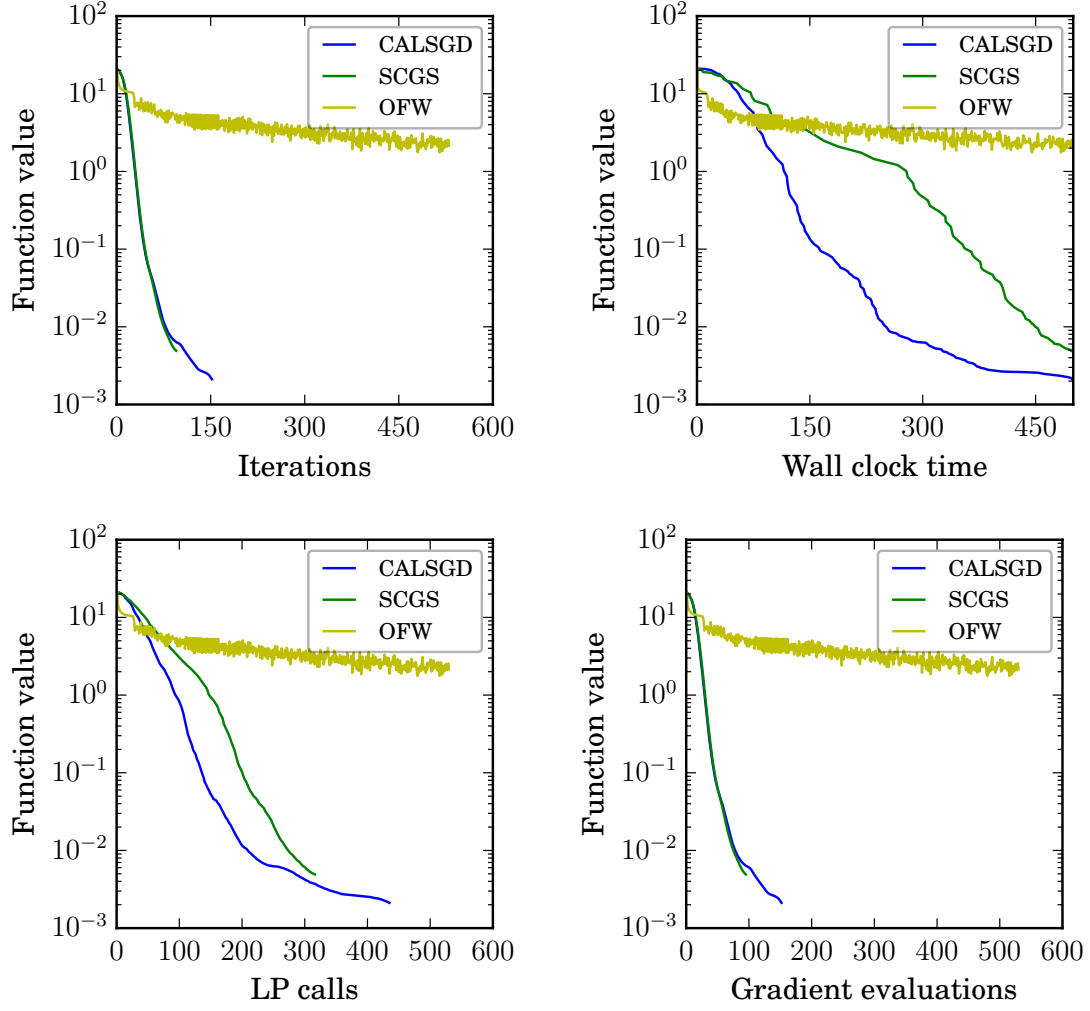 10^2
10^1
10^0
10^{-1}
10^{-2}
10^{-3}
Function value
CALSGD
SCGS
OFW
0 150 300 450 600
Iterations
10^2
10^1
10^0
10^{-1}
10^{-2}
10^{-3}
Function value
CALSGD
SCGS
OFW
0 150 300 450
Wall clock time
10^2
10^1
10^0
10^{-1}
10^{-2}
10^{-3}
Function value
CALSGD
SCGS
OFW
0 100 200 300 400 500 600
LP calls
10^2
10^1
10^0
10^{-1}
10^{-2}
10^{-3}
Function value
CALSGD
SCGS
OFW
0 100 200 300 400 500 600
Gradient evaluations